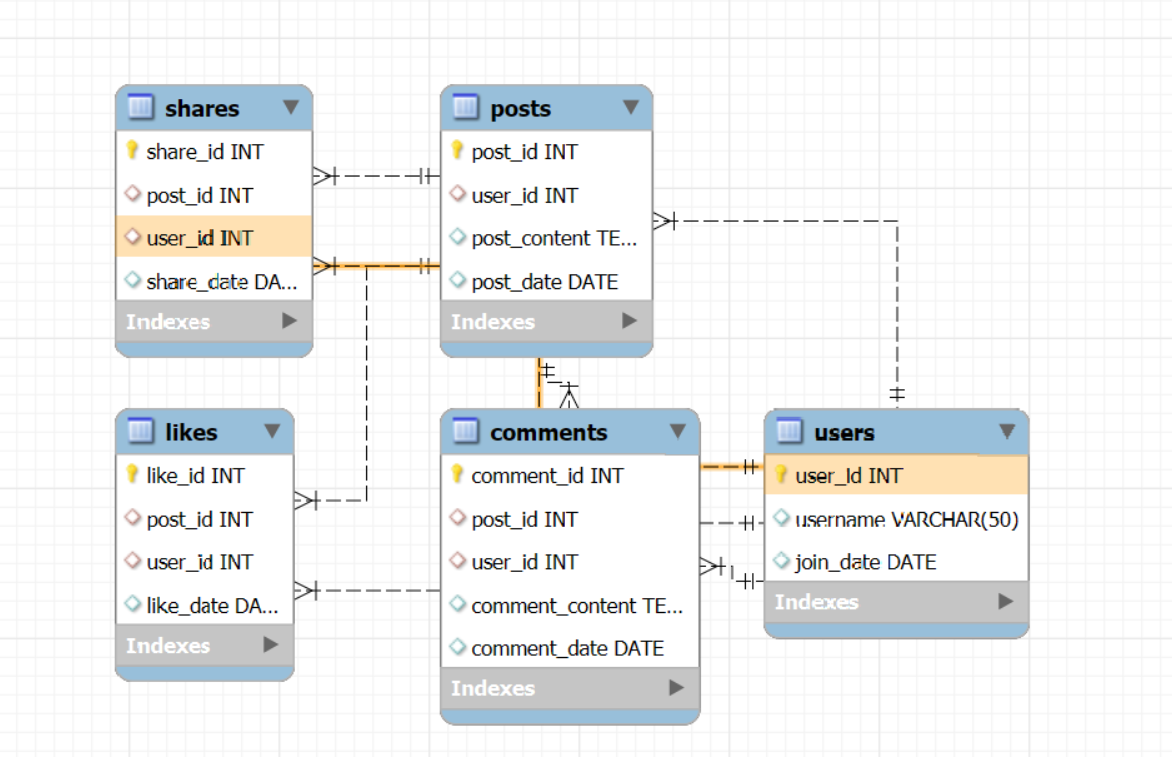 shares
share_id INT
post_id INT
user_id INT
share_date DA...
Indexes
posts
post_id INT
user_id INT
post_content TE...
post_date DATE
Indexes
likes
like_id INT
post_id INT
user_id INT
like_date DA...
Indexes
comments
comment_id INT
post_id INT
user_id INT
comment_content TE...
comment_date DATE
Indexes
users
user_id INT
username VARCHAR(50)
join_date DATE
Indexes